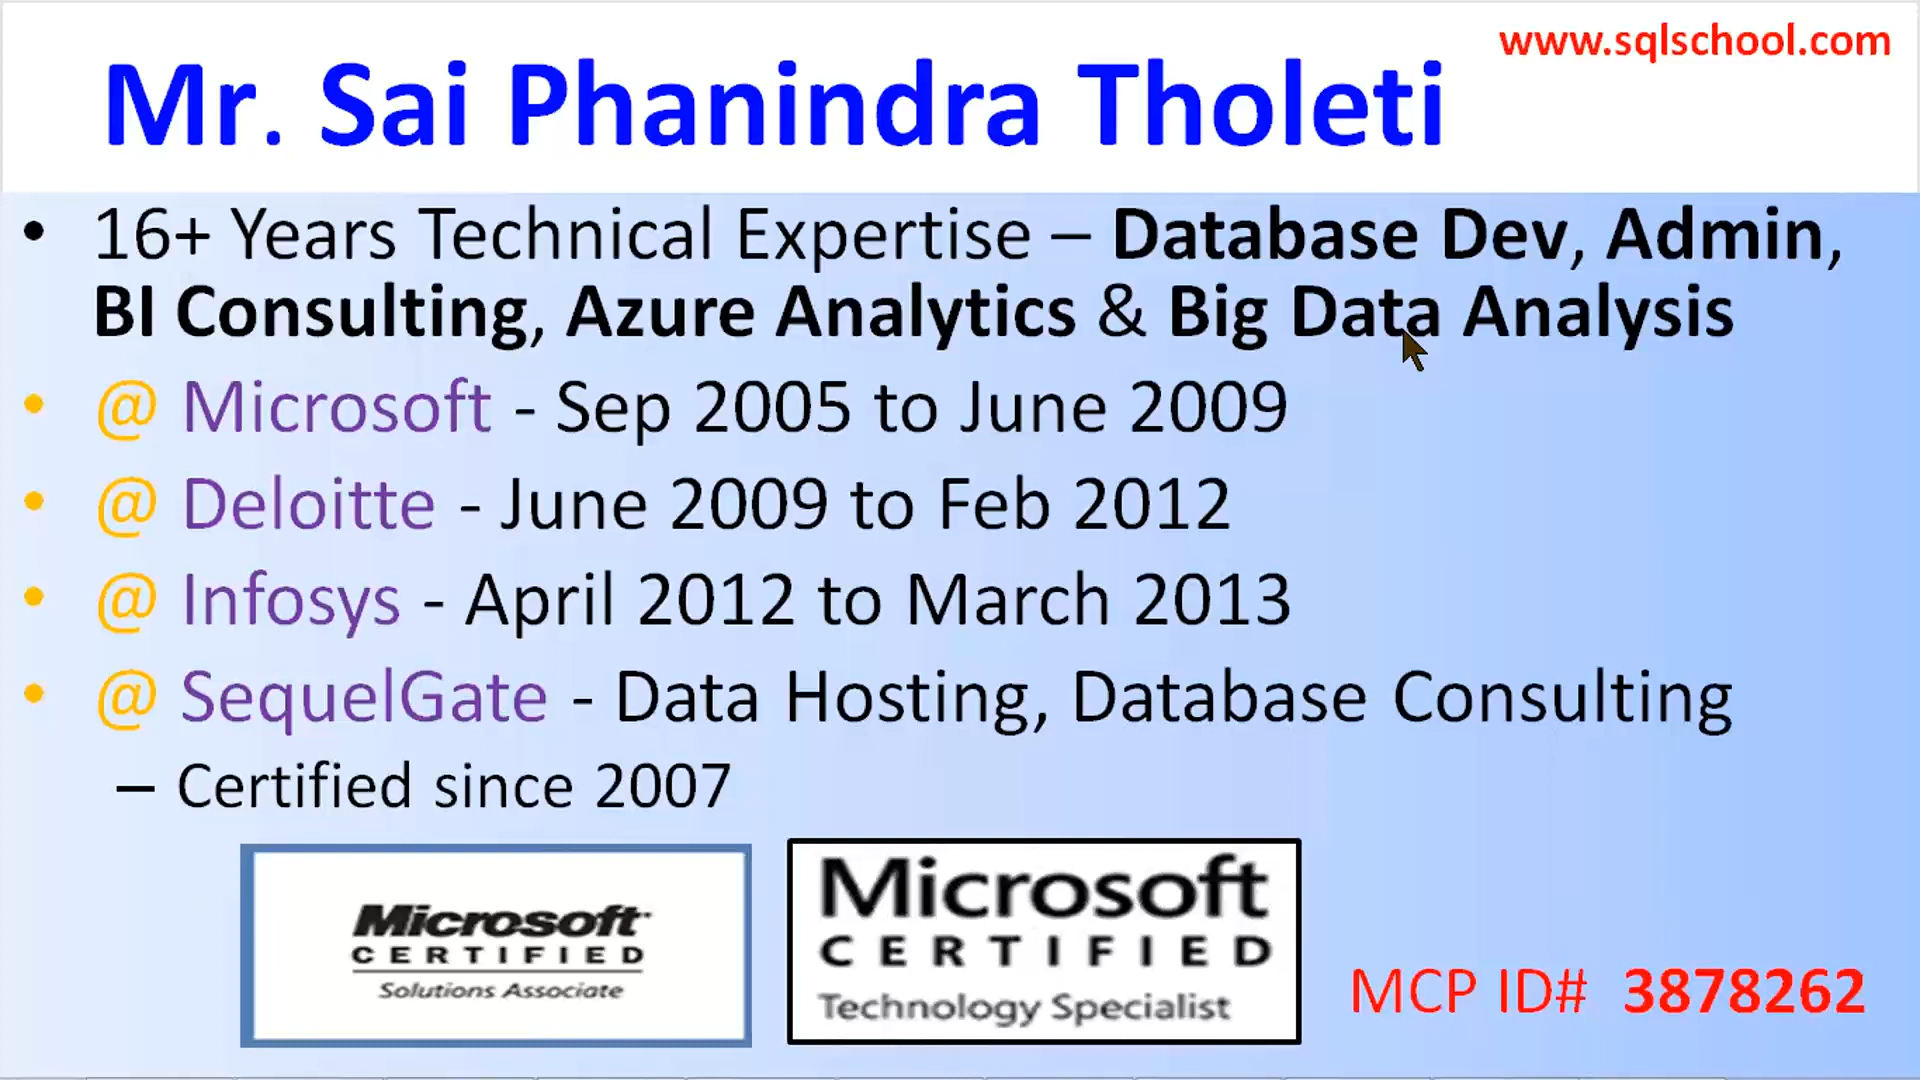 www.sqlschool.com
Mr. Sai Phanindra Tholeti
• 16+ Years Technical Expertise – Database Dev, Admin,
BI Consulting, Azure Analytics & Big Data Analysis
• @ Microsoft - Sep 2005 to June 2009
• @ Deloitte - June 2009 to Feb 2012
• @ Infosys - April 2012 to March 2013
• @ SequelGate - Data Hosting, Database Consulting
– Certified since 2007
Microsoft
CERTIFIED
Solutions Associate
Microsoft
CERTIFIED
Technology Specialist
MCP ID# 3878262